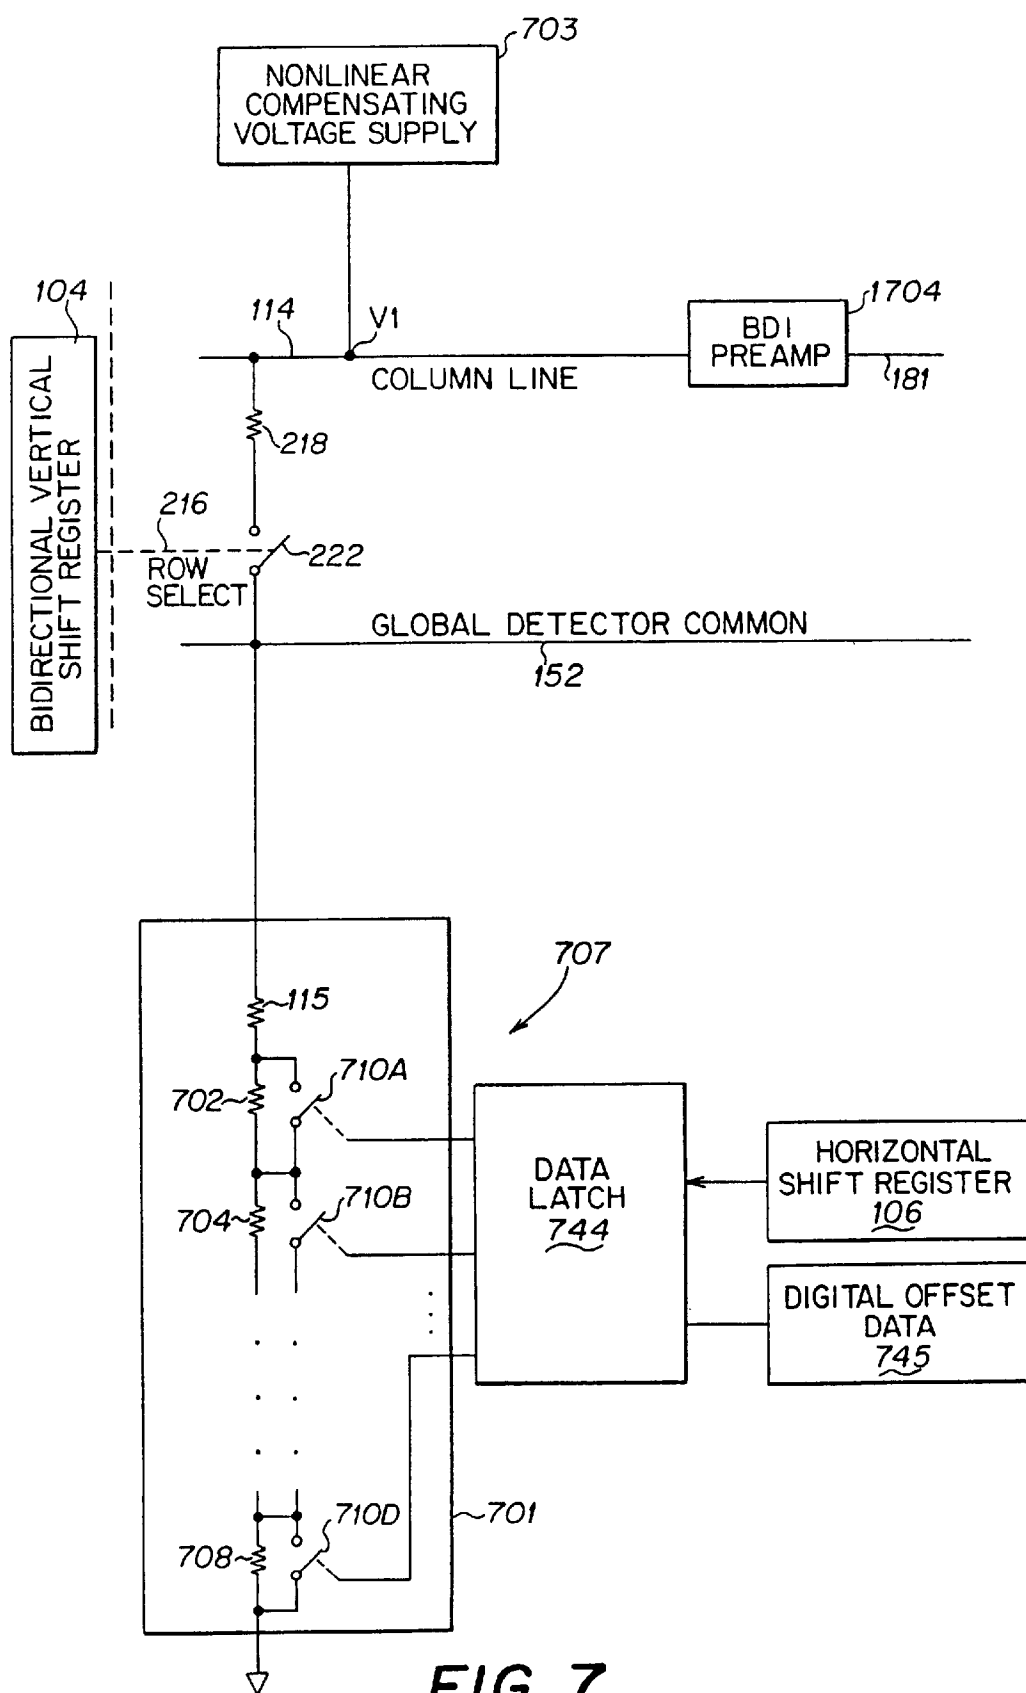 703
NONLINEAR
COMPENSATING
VOLTAGE SUPPLY
104
114
V1
1704
BDI
PREAMP
181
COLUMN LINE
BIDIRECTIONAL VERTICAL
SHIFT REGISTER
218
216
222
ROW
SELECT
GLOBAL DETECTOR COMMON
152
707
115
702
710A
704
710B
DATA
LATCH
744
HORIZONTAL
SHIFT REGISTER
106
DIGITAL OFFSET
DATA
745
708
710D
701
FIG. 7